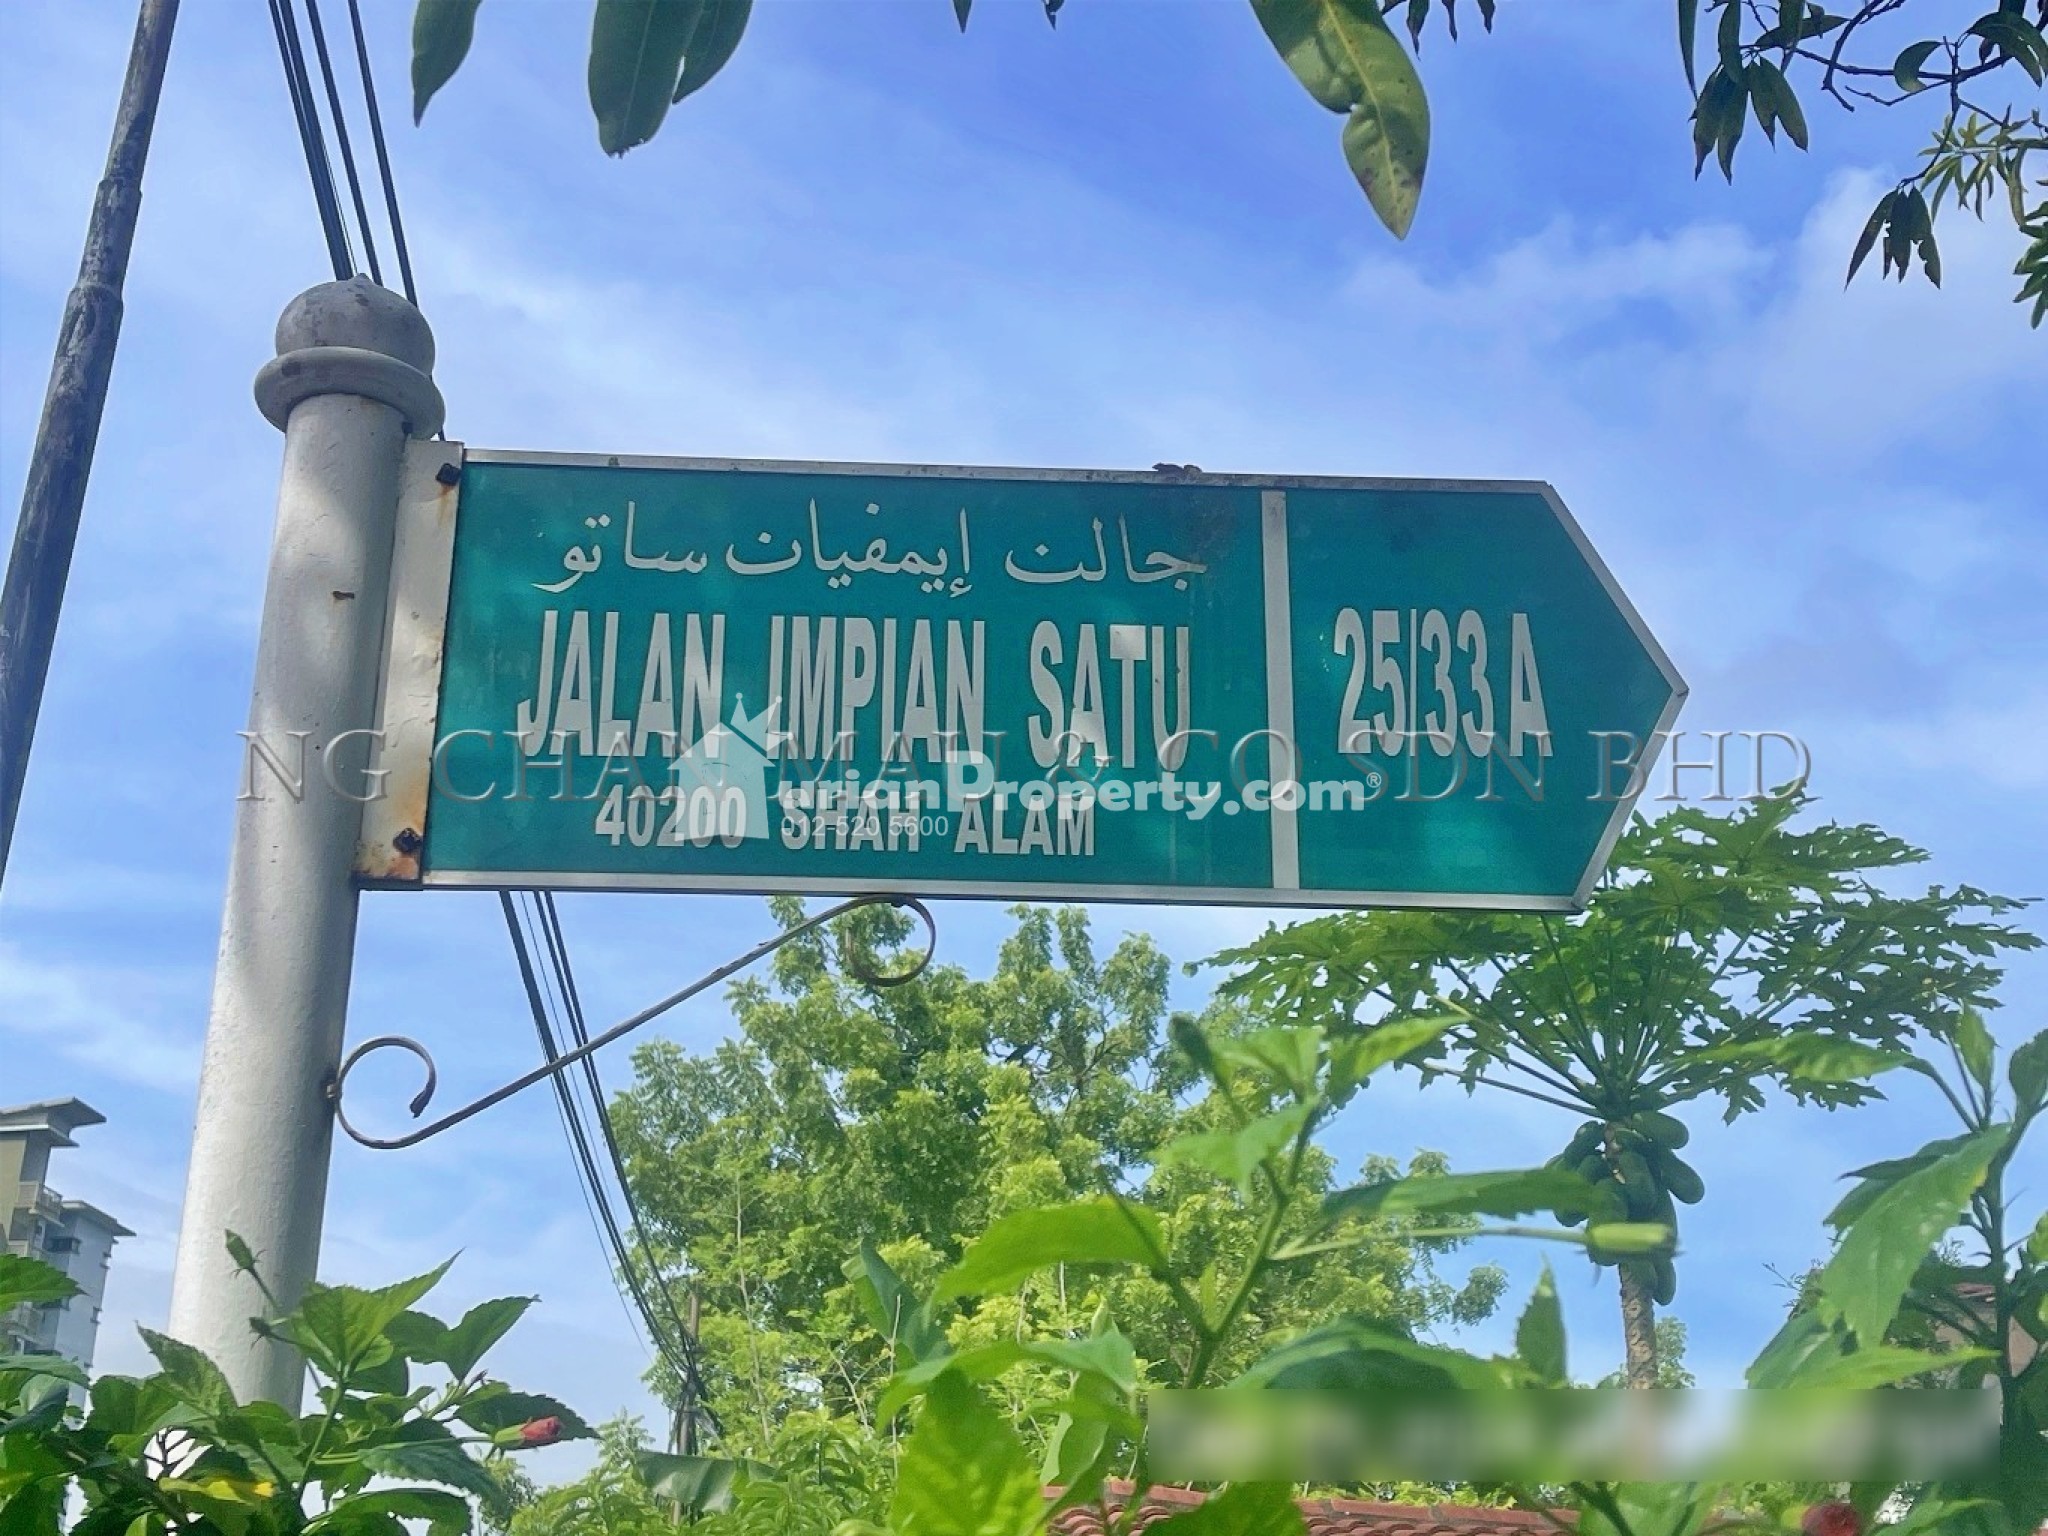 جالن إيمفيان ساتو
JALAN IMPIAN SATU
25/33 A
NG CHAN MAU & CO SDN BHD
DurianProperty.com®
40200 SHAH ALAM
012-520 5600